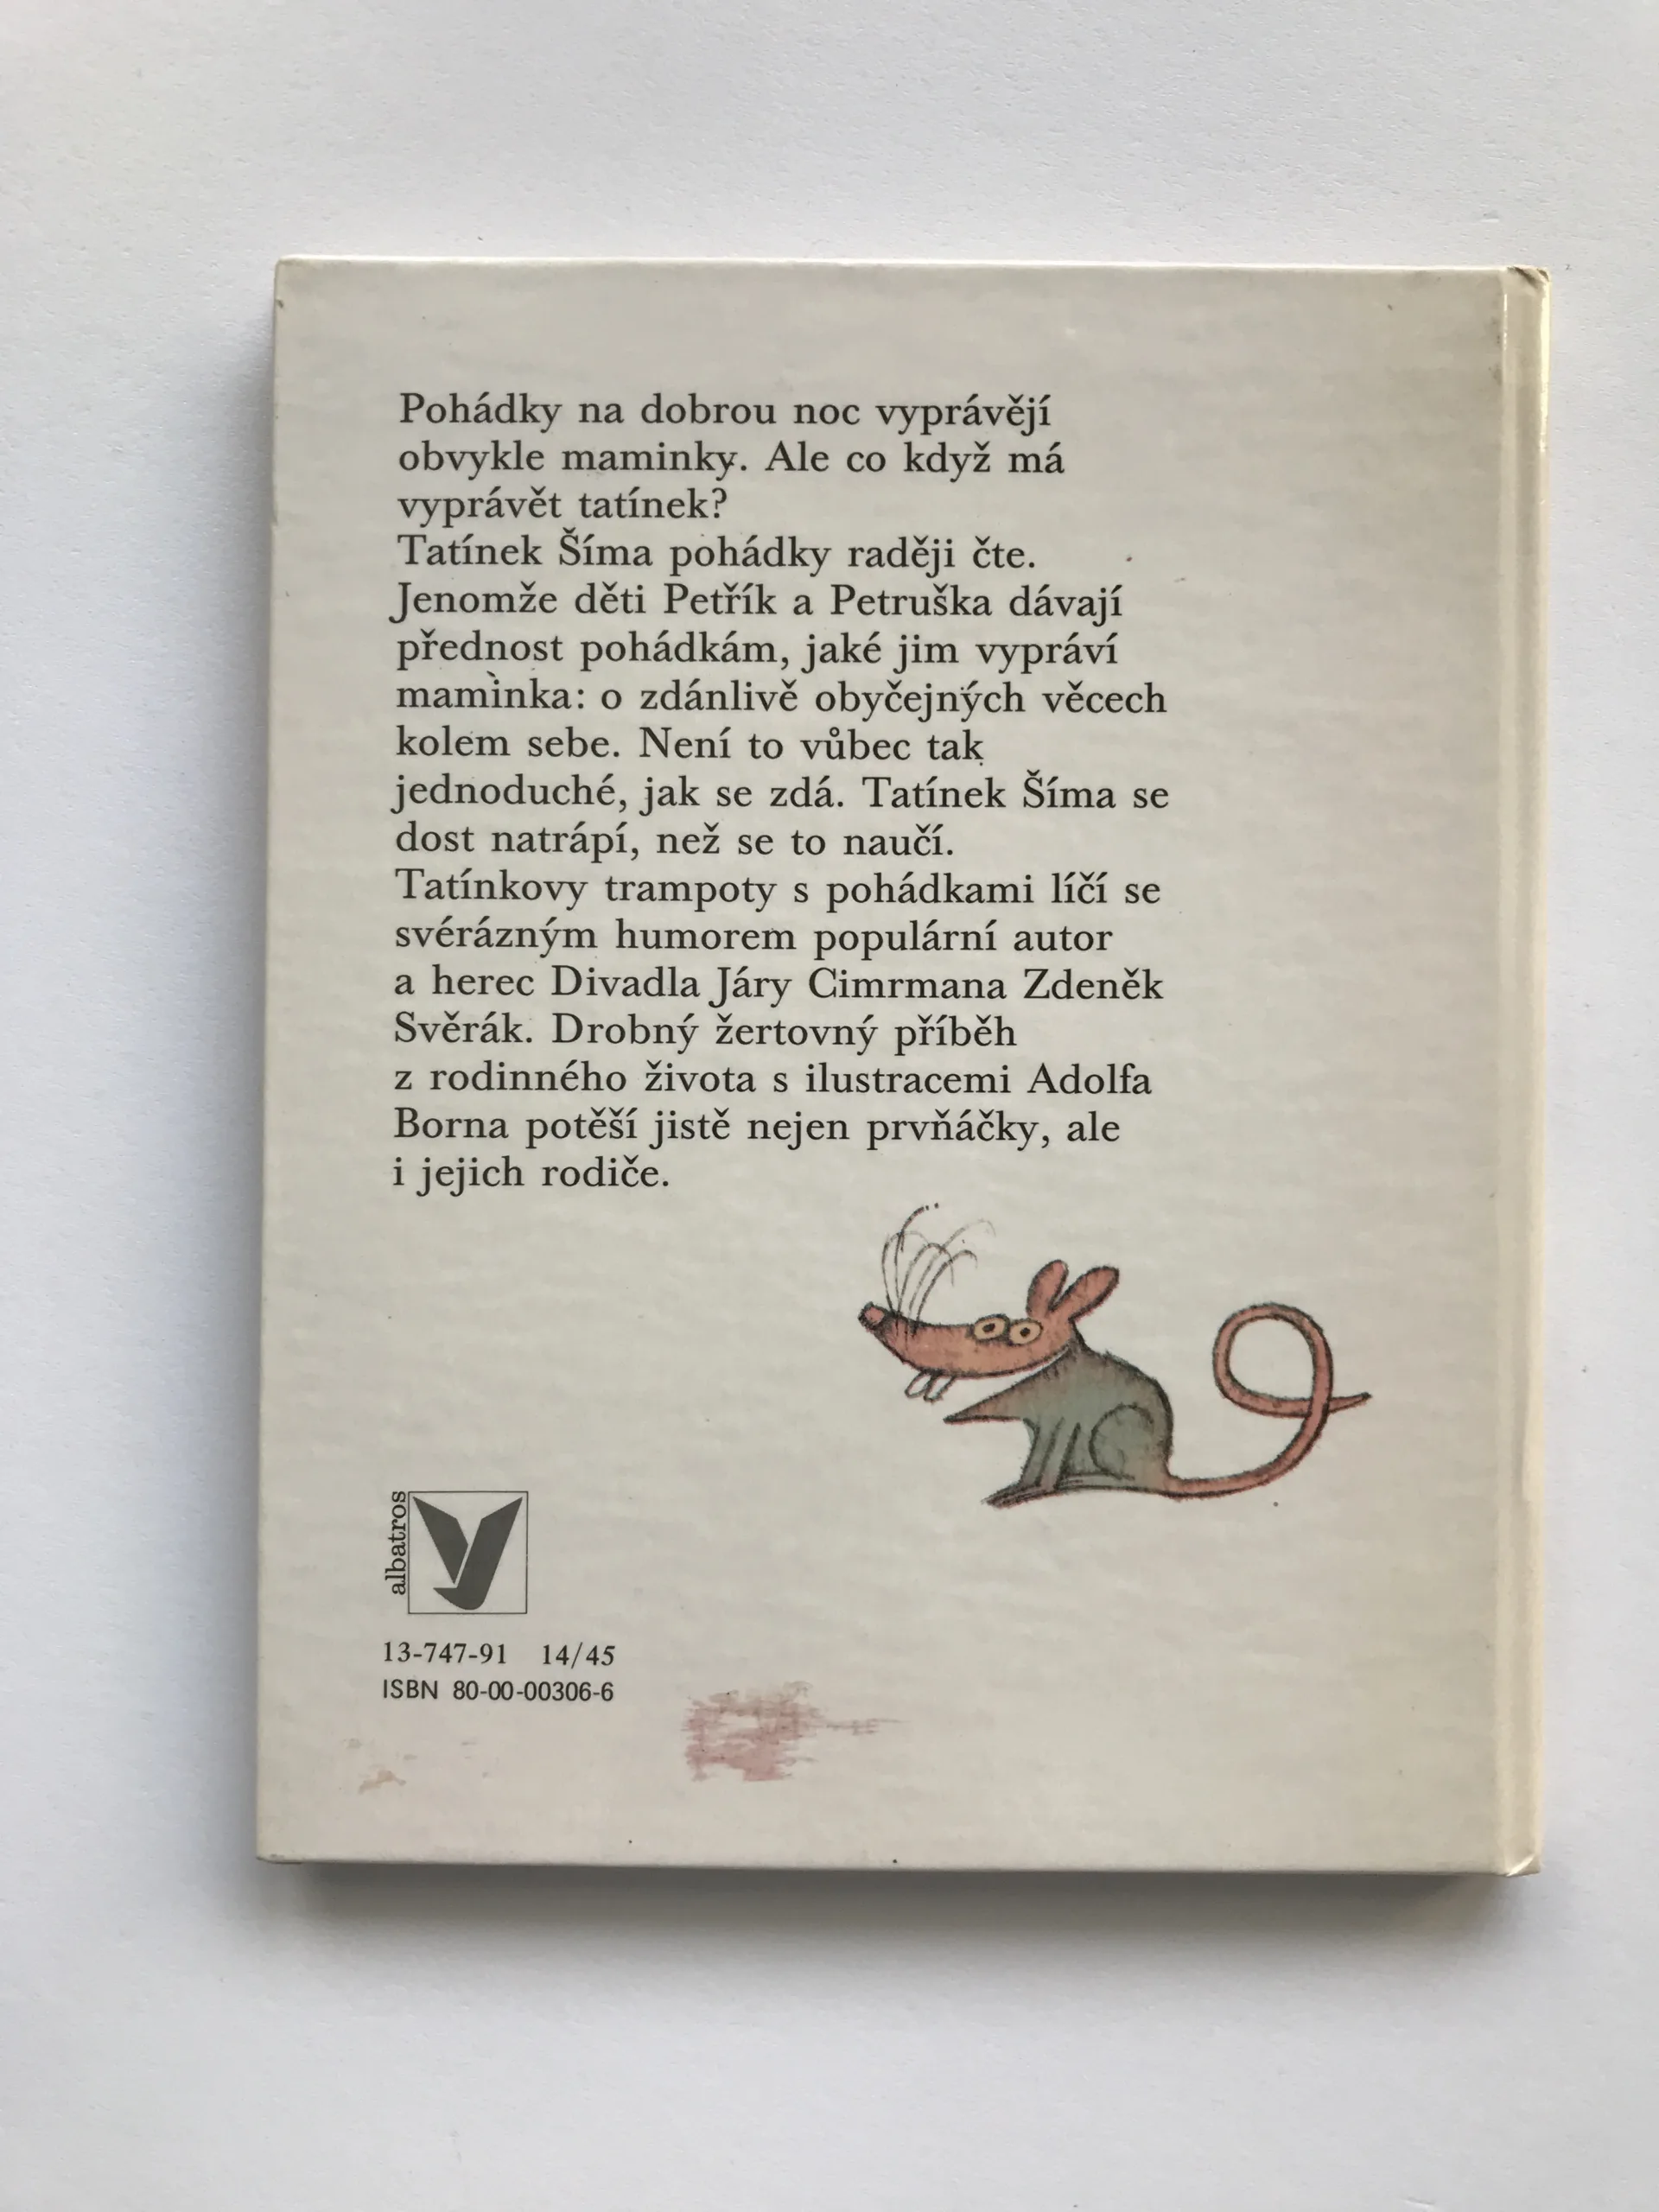 Pohádky na dobrou noc vyprávějí
obvykle maminky. Ale co když má
vyprávět tatínek?
Tatínek Šíma pohádky raději čte.
Jenomže děti Petřík a Petruška dávají
přednost pohádkám, jaké jim vypráví
maminka: o zdánlivě obyčejných věcech
kolem sebe. Není to vůbec tak
jednoduché, jak se zdá. Tatínek Šíma se
dost natrápí, než se to naučí.
Tatínkovy trampoty s pohádkami líčí se
svérázným humorem populární autor
a herec Divadla Járy Cimrmana Zdeněk
Svěrák. Drobný žertovný příběh
z rodinného života s ilustracemi Adolfa
Borna potěší jistě nejen prvňáčky, ale
i jejich rodiče.
albatros
13-747-91 14/45
ISBN 80-00-00306-6